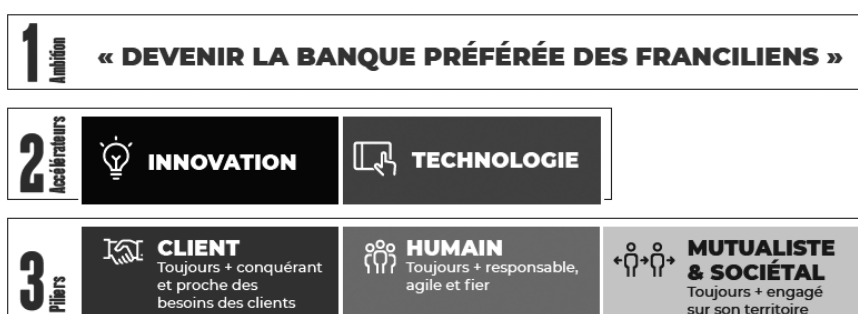 1 Ambition
« DEVENIR LA BANQUE PRÉFÉRÉE DES FRANCILIENS »
2 Accélérateurs
INNOVATION
TECHNOLOGIE
3 Piliers
CLIENT
Toujours + conquérant
et proche des
besoins des clients
HUMAIN
Toujours + responsable,
agile et fier
MUTUALISTE
& SOCIÉTAL
Toujours + engagé
sur son territoire